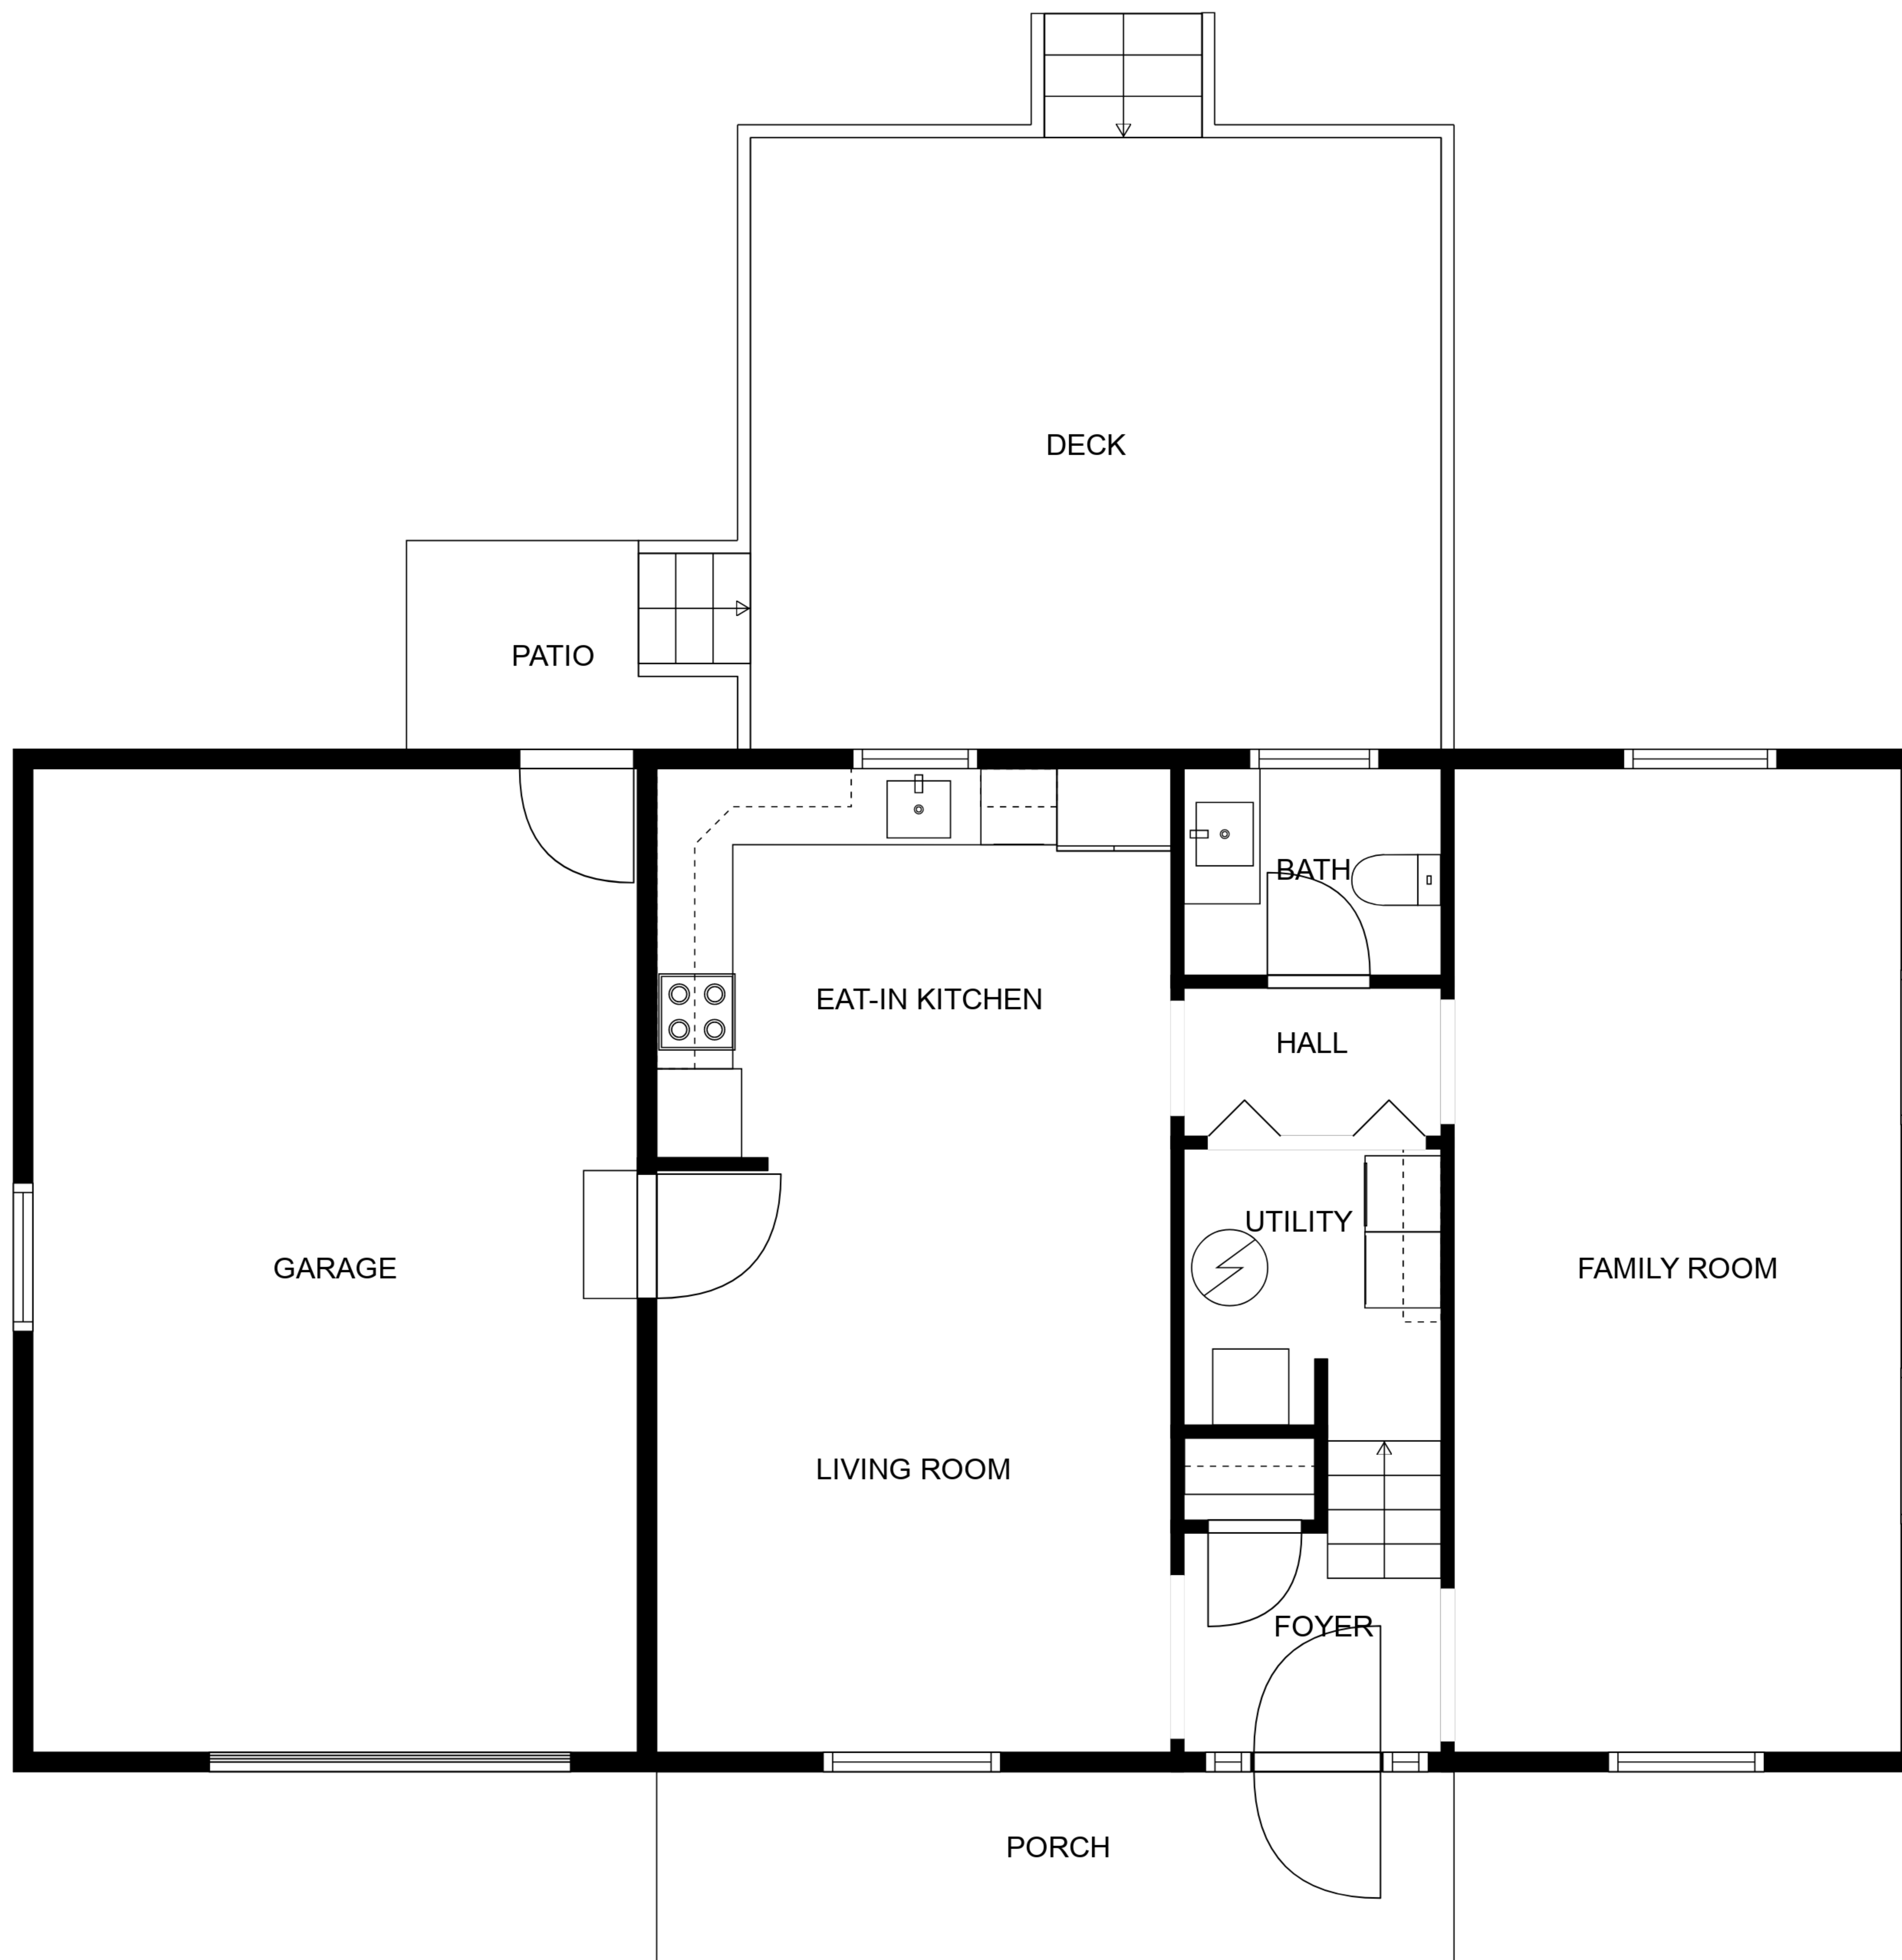 DECK
PATIO
BATH
EAT-IN KITCHEN
HALL
UTILITY
GARAGE
FAMILY ROOM
LIVING ROOM
FOYER
PORCH